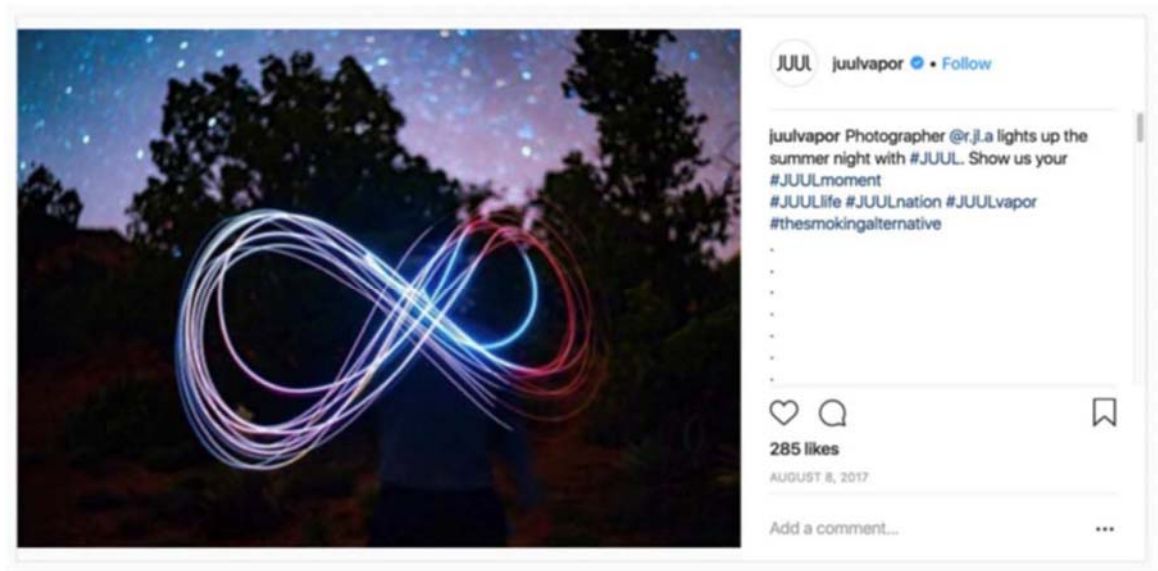 JUUL juulvapor • Follow
juulvapor Photographer @r.jl.a lights up the
summer night with #JUUL. Show us your
#JUULmoment
#JUULlife #JUULnation #JUULvapor
#thesmokingalternative
.
.
.
.
.
.
.
285 likes
AUGUST 8, 2017
Add a comment...